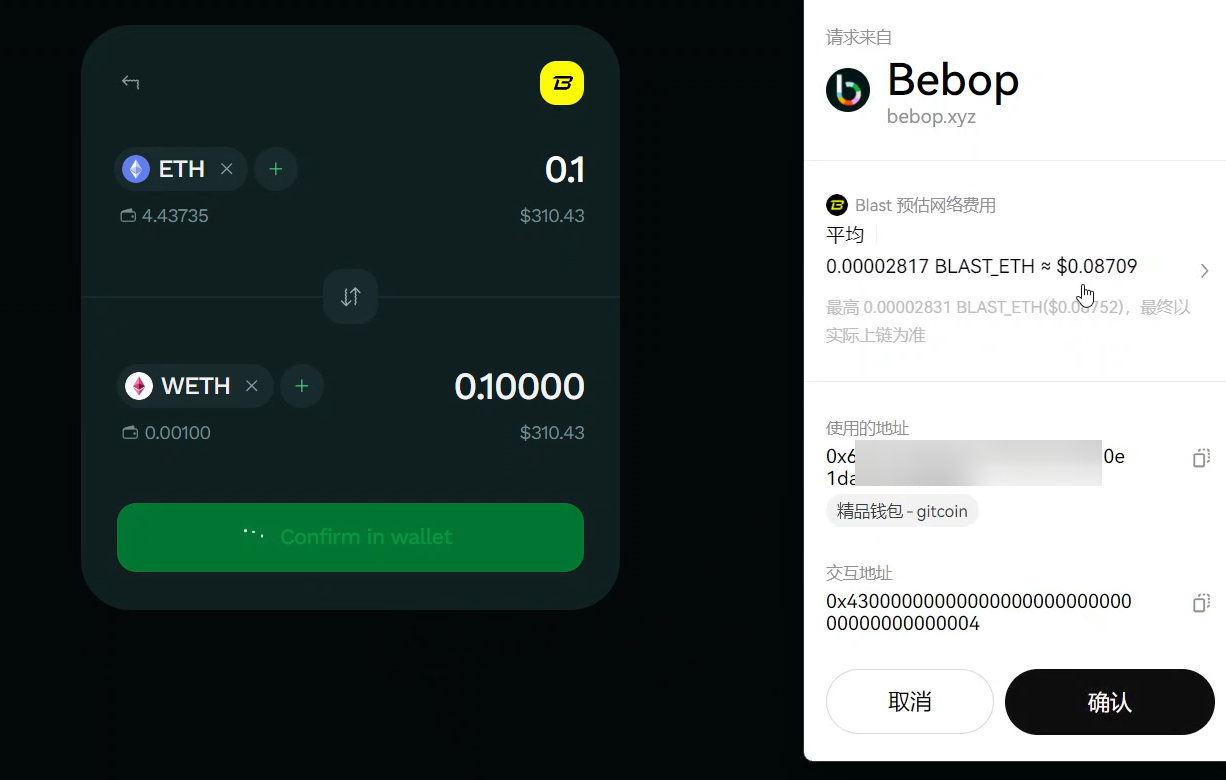 ETH
0.1
4.43735
$310.43
WETH
0.10000
0.00100
$310.43
Confirm in wallet
请求来自
Bebop
bebop.xyz
Blast 预估网络费用
平均
0.00002817 BLAST_ETH ≈ $0.08709
最高 0.00002831 BLAST_ETH($0.08752)，最终以
实际上链为准
使用的地址
0x6
0e
1da
精品钱包 - gitcoin
交互地址
0x4300000000000000000000000000
00000000000004
取消
确认